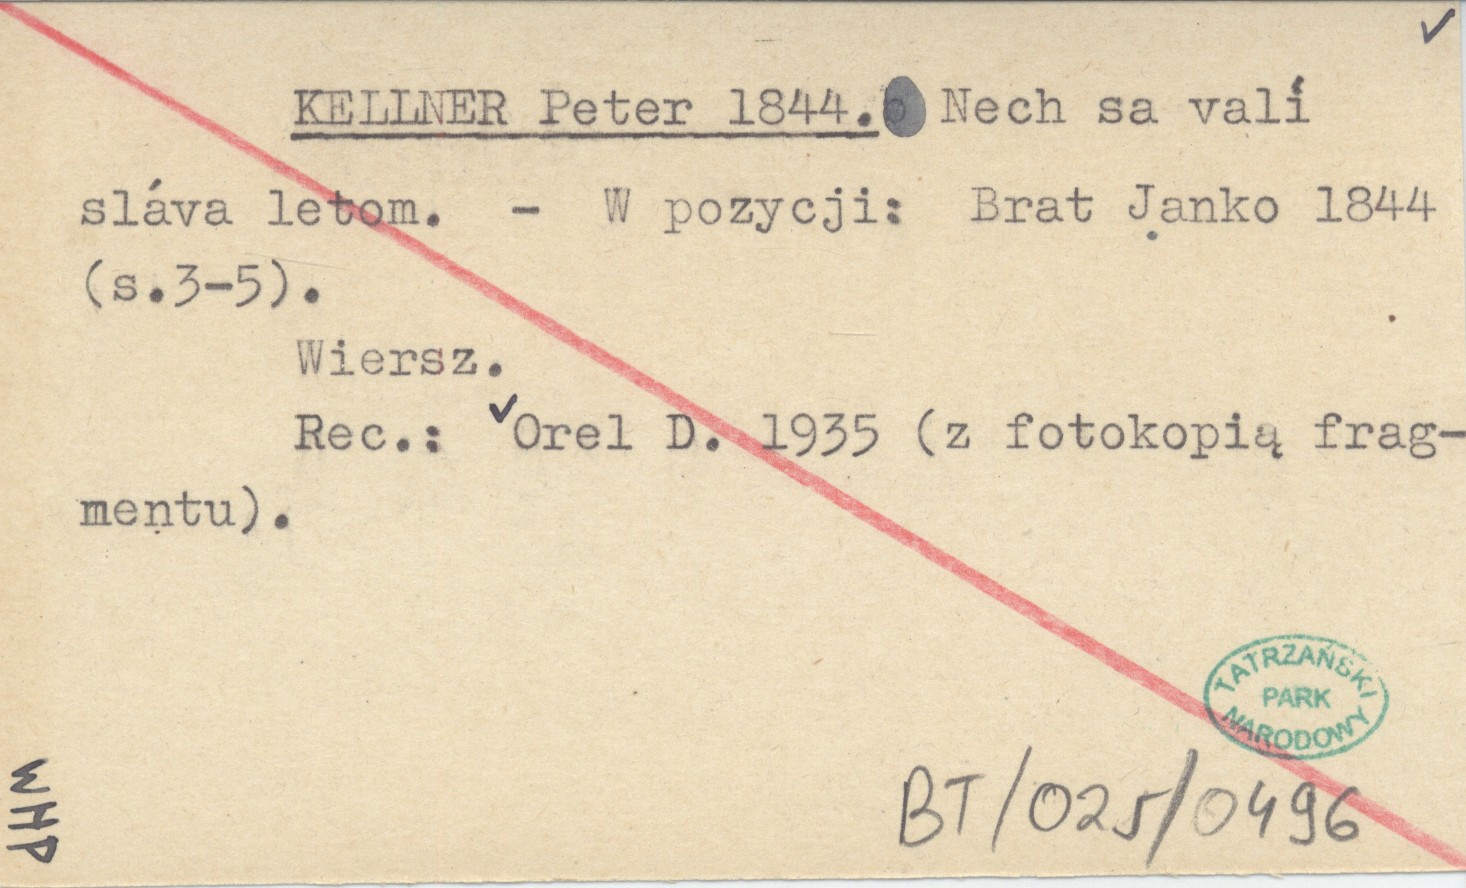 KELLNER Peter 1844. Nech sa valí
sláva letom. - W pozycji: Brat Janko 1844
(s.3-5).
Wiersz.
Rec.: ✓Orel D. 1935 (z fotokopią frag-
mentu).
TATRZAŃSKI
PARK
NARODOWY
BT/025/0496
WHP